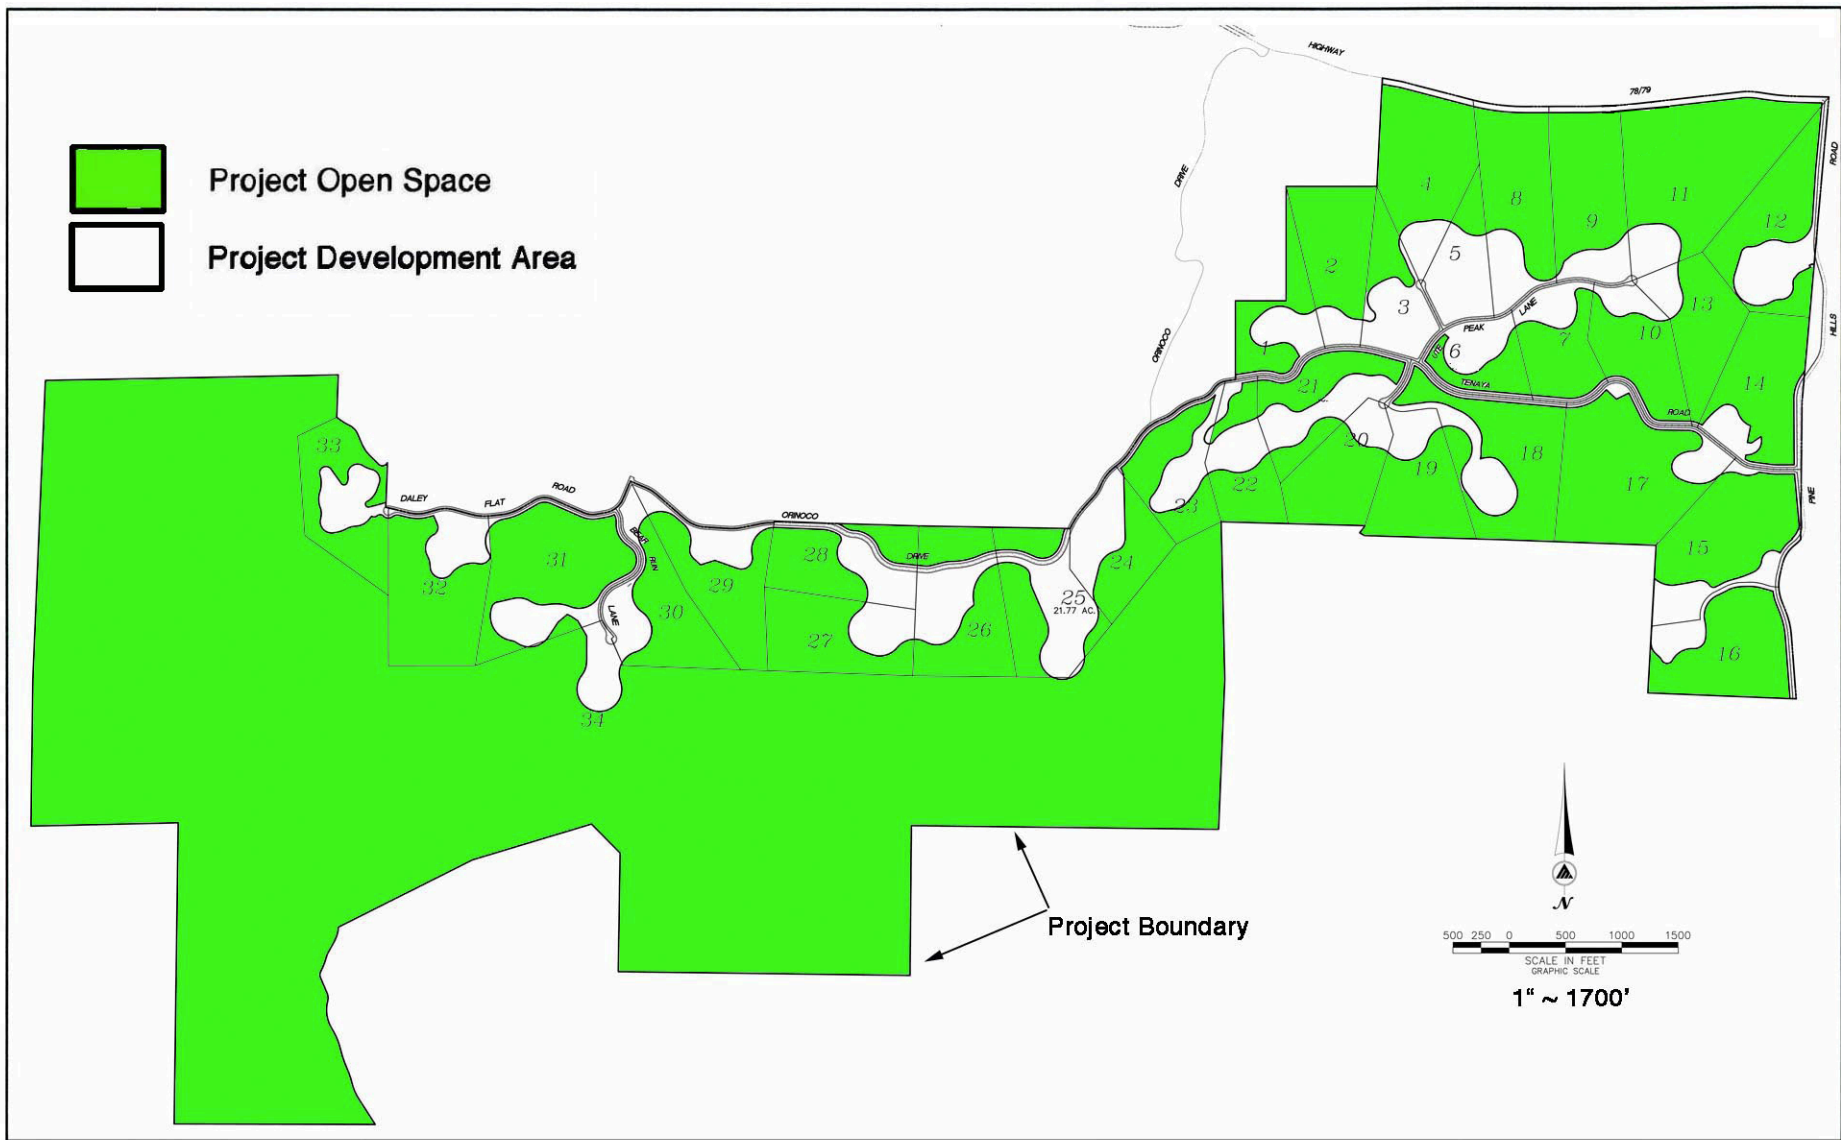 HIGHWAY
78/79
ROAD
DRIVE
Project Open Space
4
8
11
9
12
Project Development Area
5
2
3
13
LANE
HILLS
PEAK
10
7
ORINOCO
1
UTE
6
14
21
TENAYA
ROAD
20
33
18
19
22
17
ROAD
DALEY
FLAT
PINE
23
ORINOCO
BEAR
15
28
DRIVE
31
RUN
24
32
29
25
21.77 AC.
30
LANE
26
27
16
34
Project Boundary
N
500 250 0 500 1000 1500
SCALE IN FEET
GRAPHIC SCALE
1" ~ 1700'